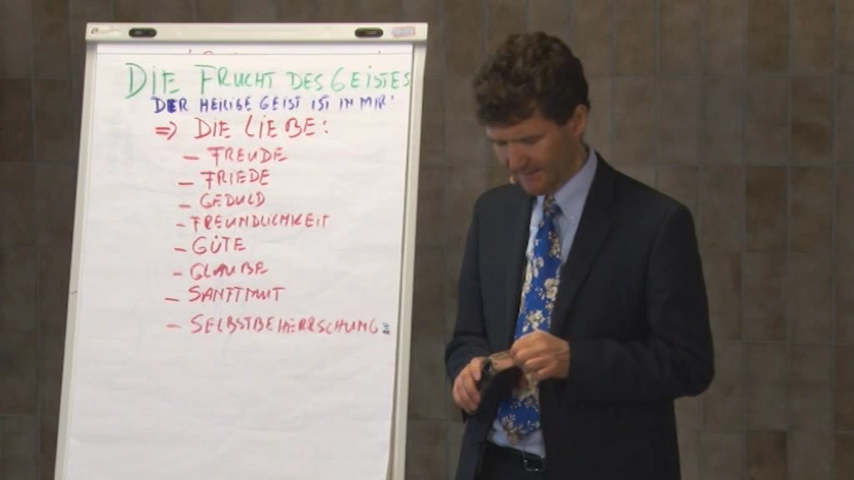 DIE FRUCHT DES GEISTES
DER HEILIGE GEIST IST IN MIR!
⇒ DIE LIEBE:
– FREUDE
– FRIEDE
– GEDULD
– FREUNDLICHKEIT
– GÜTE
– GLAUBE
– SANFTMUT
– SELBSTBEHERRSCHUNG